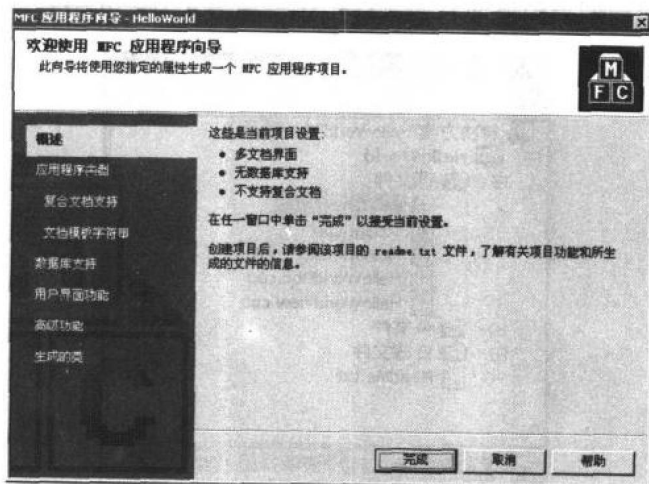 MFC 应用程序向导 - HelloWorld
欢迎使用 MFC 应用程序向导
此向导将使用您指定的属性生成一个 MFC 应用程序项目。
M
F C
概述
应用程序类型
复合文档支持
文档模板字符串
数据库支持
用户界面功能
高级功能
生成的类
这些是当前项目设置:
• 多文档界面
• 无数据库支持
• 不支持复合文档
在任一窗口中单击“完成”以接受当前设置。
创建项目后，请参阅该项目的 readme.txt 文件，了解有关项目功能和所生
成的文件的信息。
完成
取消
帮助